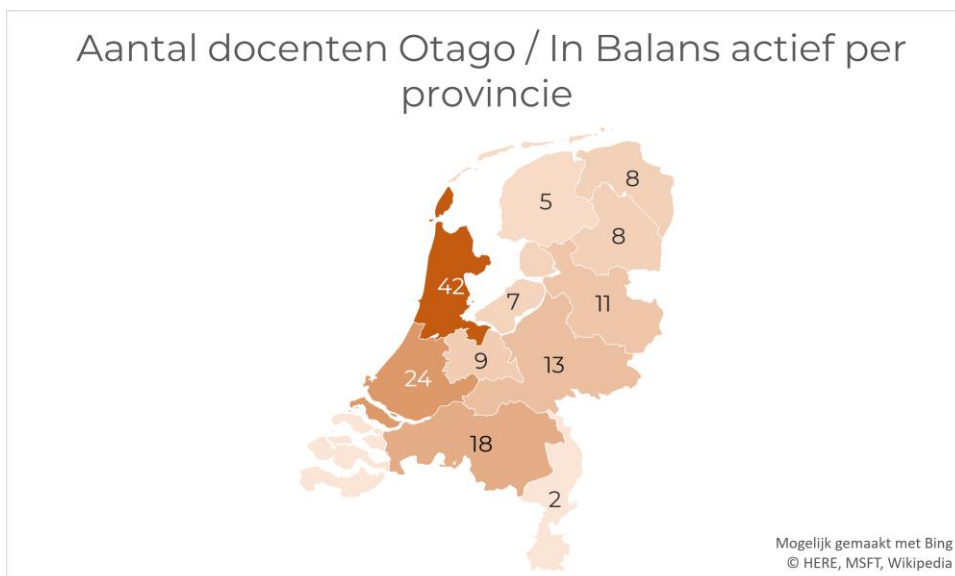 Aantal docenten Otago / In Balans actief per
provincie
8
5
8
42
7
11
9
13
24
18
2
Mogelijk gemaakt met Bing
© HERE, MSFT, Wikipedia